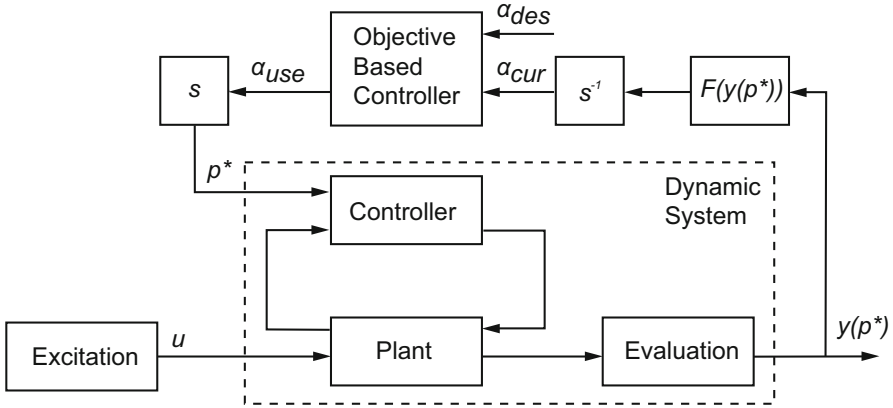 α_des
Objective
Based
Controller
α_use
α_cur
s
s⁻¹
F(y(p*))
p*
Dynamic
System
Controller
y(p*)
Excitation
u
Plant
Evaluation